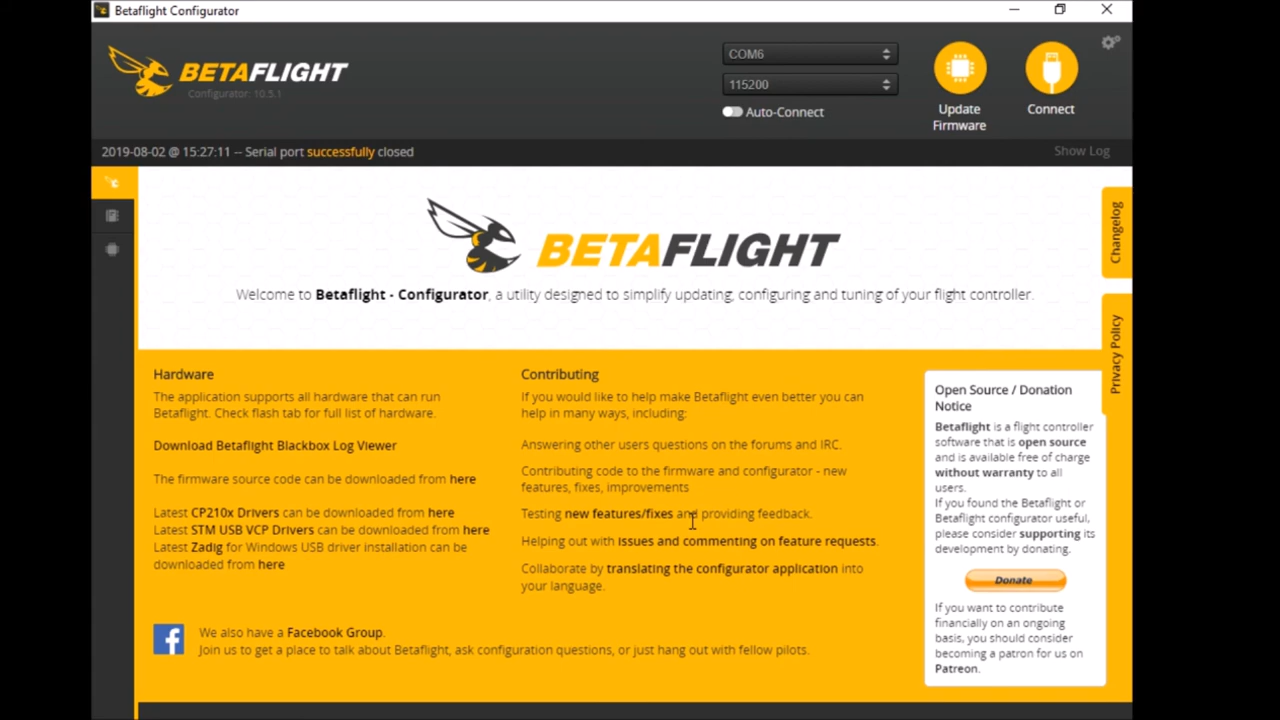 Betaflight Configurator
BETAFLIGHT
Configurator: 10.5.1
COM6
115200
Auto-Connect
Update
Firmware
Connect
2019-08-02 @ 15:27:11 -- Serial port successfully closed
Show Log
BETAFLIGHT
Welcome to Betaflight - Configurator, a utility designed to simplify updating, configuring and tuning of your flight controller.
Changelog
Privacy Policy
Hardware
The application supports all hardware that can run
Betaflight. Check flash tab for full list of hardware.
Download Betaflight Blackbox Log Viewer
The firmware source code can be downloaded from here
Latest CP210x Drivers can be downloaded from here
Latest STM USB VCP Drivers can be downloaded from here
Latest Zadig for Windows USB driver installation can be
downloaded from here
Contributing
If you would like to help make Betaflight even better you can
help in many ways, including:
Answering other users questions on the forums and IRC.
Contributing code to the firmware and configurator - new
features, fixes, improvements
Testing new features/fixes and providing feedback.
Helping out with issues and commenting on feature requests.
Collaborate by translating the configurator application into
your language.
Open Source / Donation
Notice
Betaflight is a flight controller
software that is open source
and is available free of charge
without warranty to all
users.
If you found the Betaflight or
Betaflight configurator useful,
please consider supporting its
development by donating.
Donate
If you want to contribute
financially on an ongoing
basis, you should consider
becoming a patron for us on
Patreon.
We also have a Facebook Group.
Join us to get a place to talk about Betaflight, ask configuration questions, or just hang out with fellow pilots.